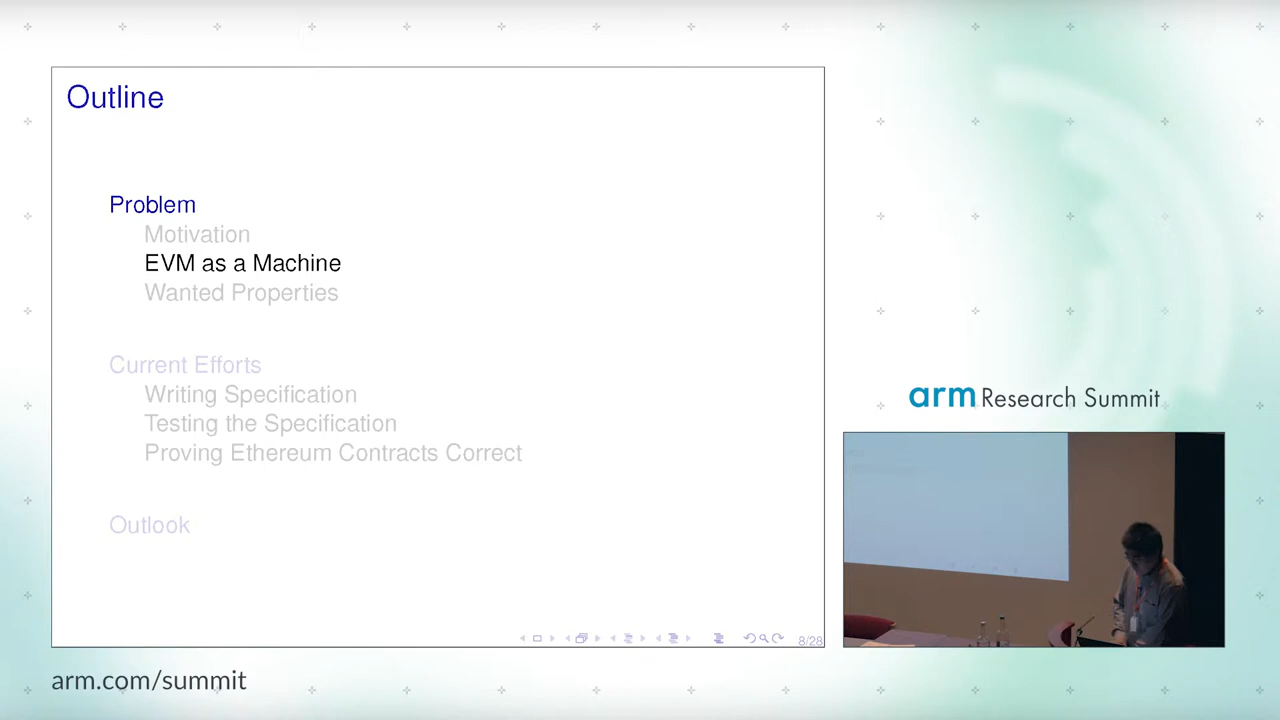 Outline
Problem
Motivation
EVM as a Machine
Wanted Properties
Current Efforts
Writing Specification
Testing the Specification
Proving Ethereum Contracts Correct
Outlook
8/28
arm Research Summit
arm.com/summit